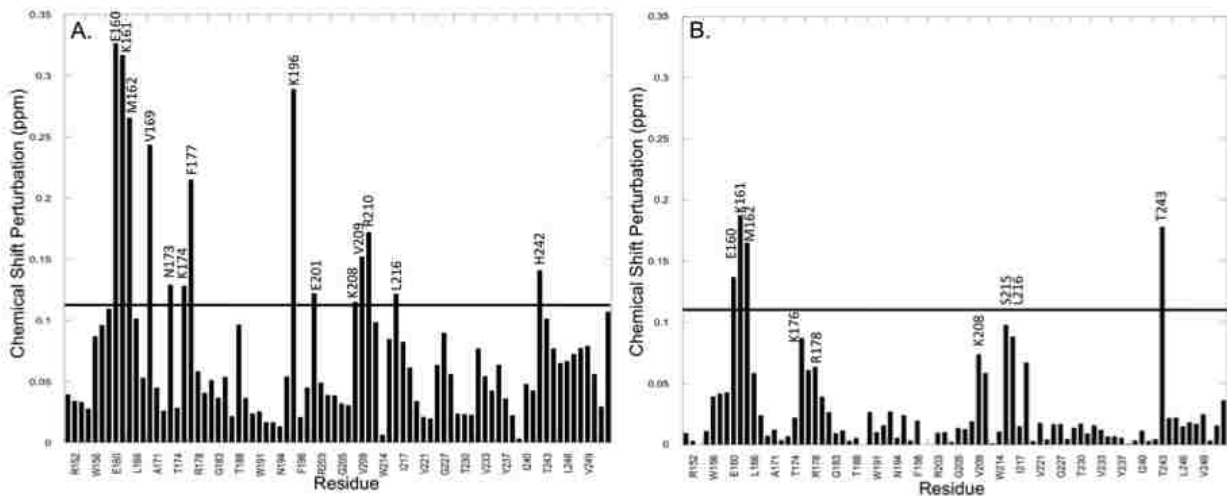 A.
Chemical Shift Perturbation (ppm)
0.35
0.3
0.25
0.2
0.15
0.1
0.05
0
E160
K161
M162
V169
N173
K174
F177
K196
E201
K208
V209
R210
L216
H242
R152
W156
E160
L166
A171
T174
R178
G183
T188
W191
N194
F198
R203
G205
V209
W214
I217
V221
G227
T230
V233
V237
I240
T243
L246
V249
Residue
B.
Chemical Shift Perturbation (ppm)
0.35
0.3
0.25
0.2
0.15
0.1
0.05
0
E160
K161
M162
K176
R178
K208
S215
L216
T243
R152
W156
E160
L166
A171
T174
R178
G183
T188
W191
N194
F198
R203
G205
V209
W214
I217
V221
G227
T230
V233
Y237
I240
T243
L246
V249
Residue